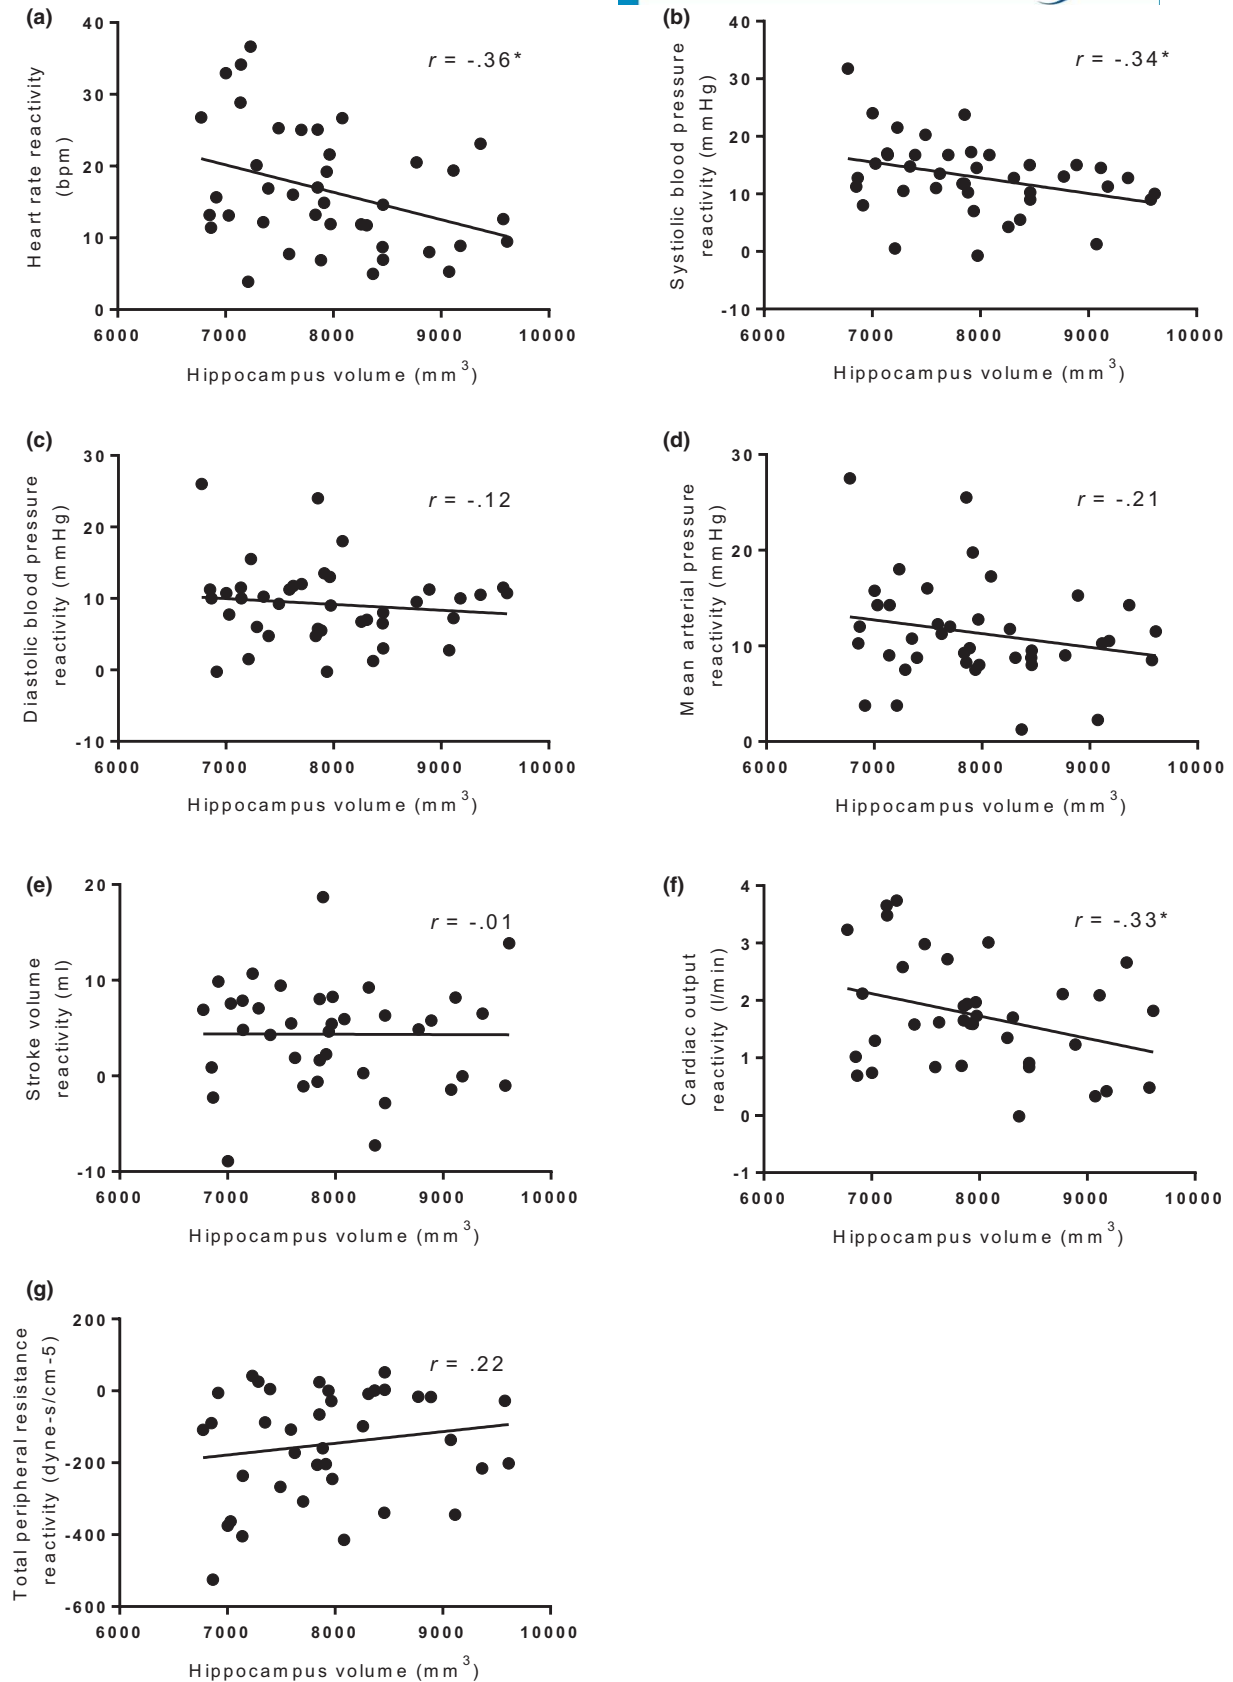 (a)
40
30
20
10
0
Heart rate reactivity
(bpm)
r = -.36*
6000 7000 8000 9000 10000
Hippocampus volume (mm3)
(b)
40
30
20
10
0
-10
Systiolic blood pressure
reactivity (mmHg)
r = -.34*
6000 7000 8000 9000 10000
Hippocampus volume (mm3)
(c)
30
20
10
0
-10
Diastolic blood pressure
reactivity (mmHg)
r = -.12
6000 7000 8000 9000 10000
Hippocampus volume (mm3)
(d)
30
20
10
0
Mean arterial pressure
reactivity (mmHg)
r = -.21
6000 7000 8000 9000 10000
Hippocampus volume (mm3)
(e)
20
10
0
-10
Stroke volume
reactivity (ml)
r = -.01
6000 7000 8000 9000 10000
Hippocampus volume (mm3)
(f)
4
3
2
1
0
-1
Cardiac output
reactivity (l/min)
r = -.33*
6000 7000 8000 9000 10000
Hippocampus volume (mm3)
(g)
200
0
-200
-400
-600
Total peripheral resistance
reactivity (dyne-s/cm-5)
r = .22
6000 7000 8000 9000 10000
Hippocampus volume (mm3)